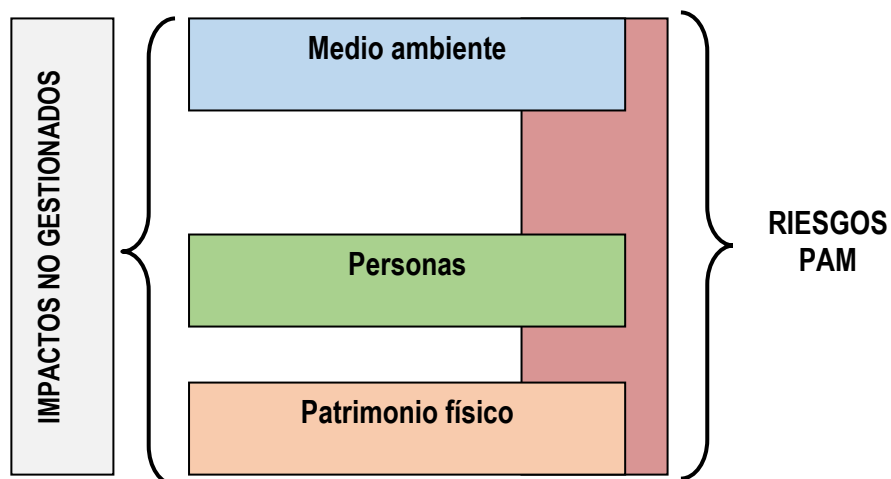 IMPACTOS NO GESTIONADOS
Medio ambiente
Personas
Patrimonio físico
RIESGOS
PAM